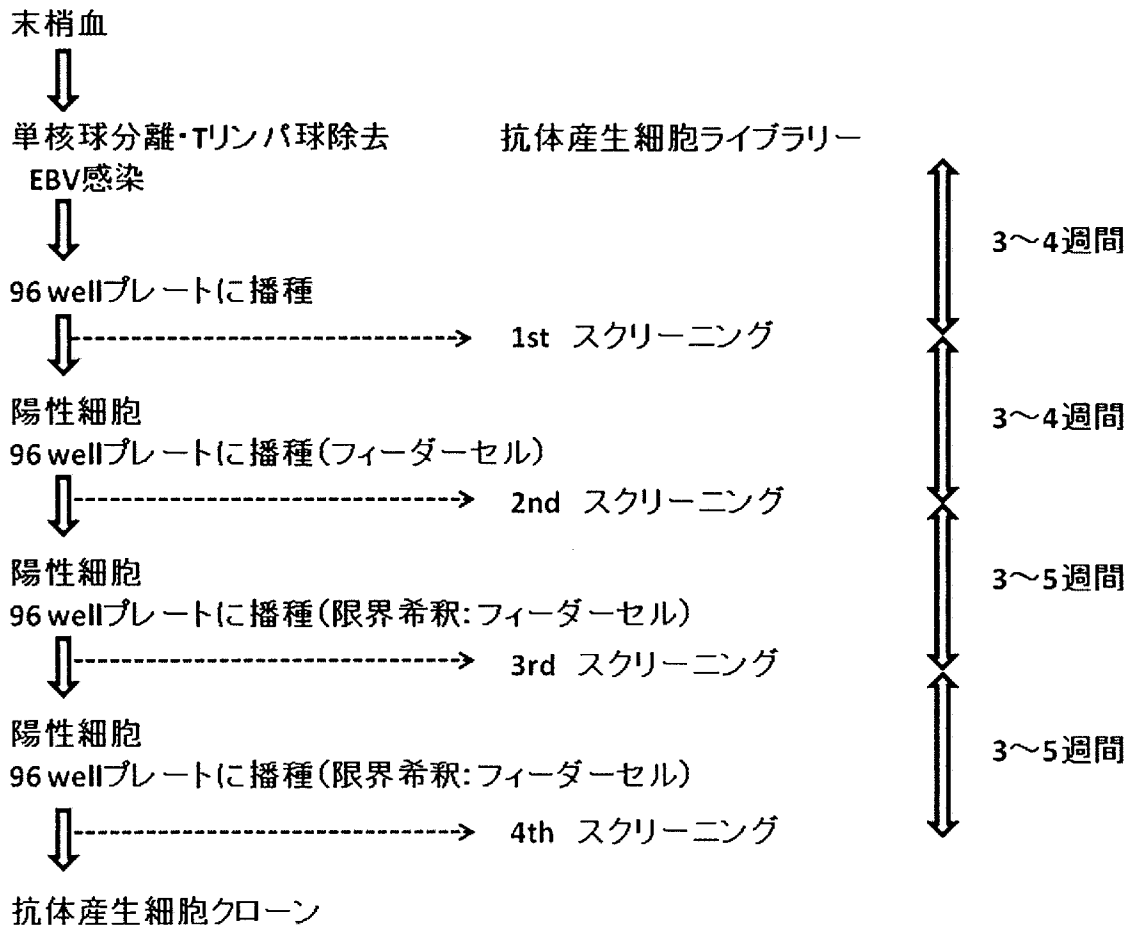 末梢血
単核球分離・Tリンパ球除去 抗体産生細胞ライブラリー
EBV感染
3～4週間
96 wellプレートに播種
1st スクリーニング
陽性細胞
3～4週間
96 wellプレートに播種(フィーダーセル)
2nd スクリーニング
陽性細胞
3～5週間
96 wellプレートに播種(限界希釈:フィーダーセル)
3rd スクリーニング
陽性細胞
3～5週間
96 wellプレートに播種(限界希釈:フィーダーセル)
4th スクリーニング
抗体産生細胞クローン